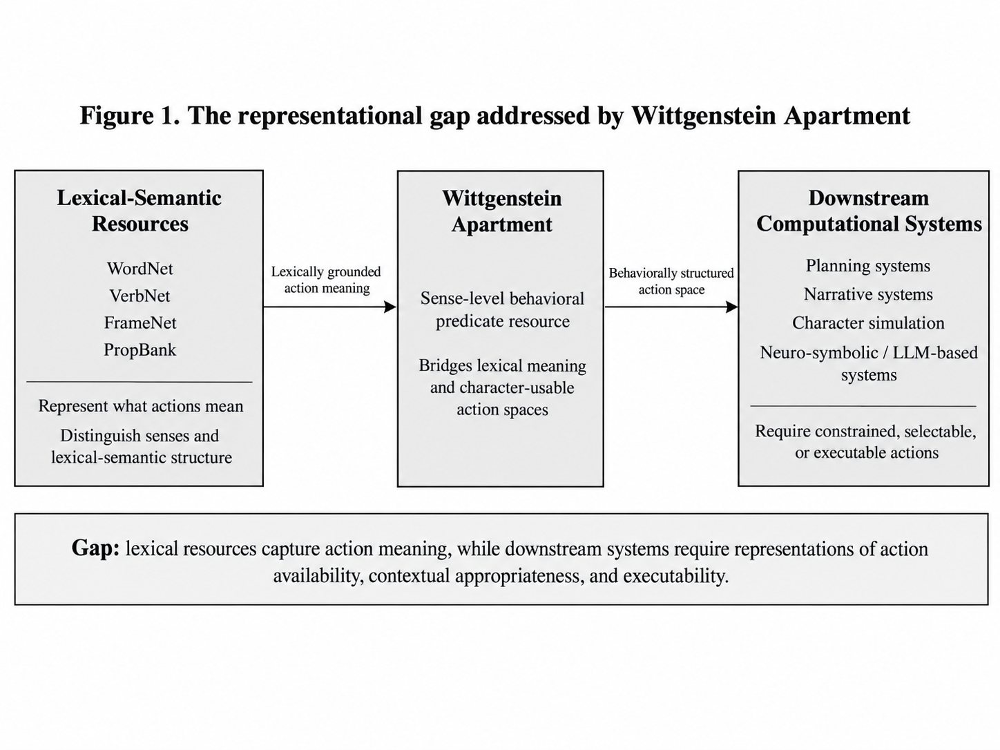 Figure 1. The representational gap addressed by Wittgenstein Apartment
Lexical-Semantic
Resources
WordNet
VerbNet
FrameNet
PropBank
Represent what actions mean
Distinguish senses and
lexical-semantic structure
Lexically grounded
action meaning
Wittgenstein
Apartment
Sense-level behavioral
predicate resource
Bridges lexical meaning
and character-usable
action spaces
Behaviorally structured
action space
Downstream
Computational Systems
Planning systems
Narrative systems
Character simulation
Neuro-symbolic / LLM-based
systems
Require constrained, selectable,
or executable actions
Gap: lexical resources capture action meaning, while downstream systems require representations of action
availability, contextual appropriateness, and executability.